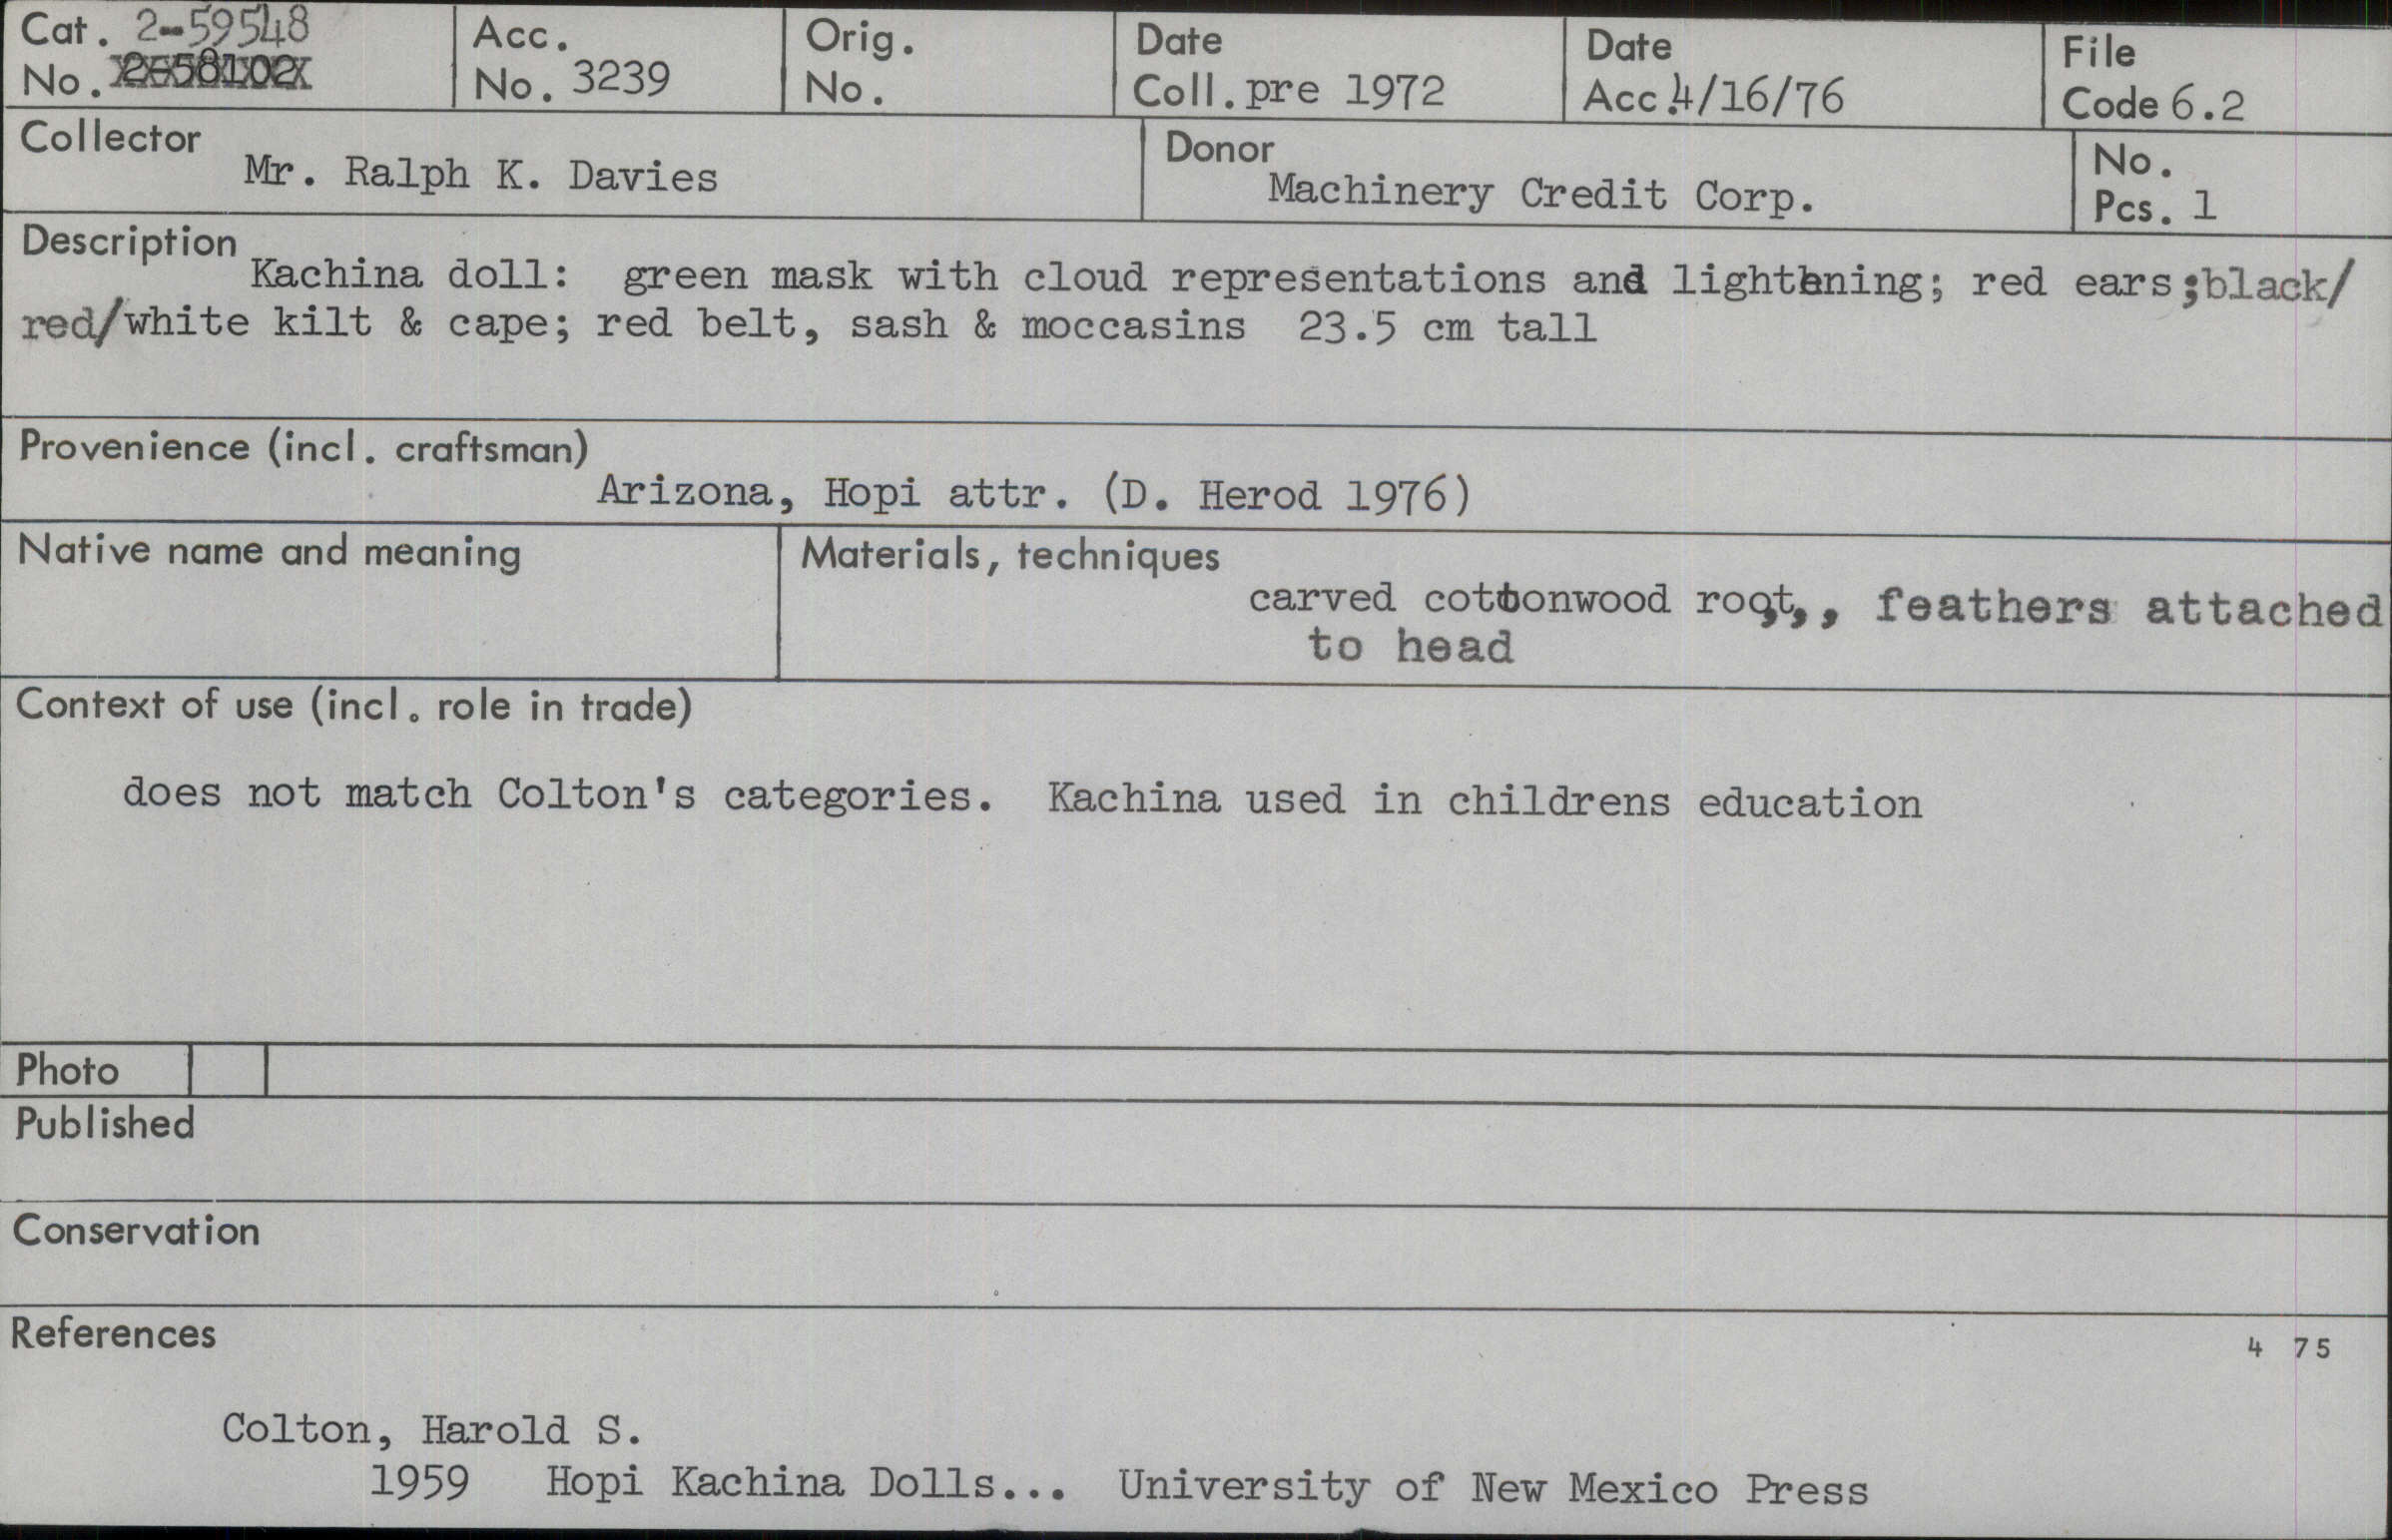 Cat. 2-59548
No. 2-58102
Acc.
No. 3239
Orig.
No.
Date
Coll. pre 1972
Date
Acc. 4/16/76
File
Code 6.2
Collector
Mr. Ralph K. Davies
Donor
Machinery Credit Corp.
No.
Pcs. 1
Description
Kachina doll: green mask with cloud representations and lightening; red ears;black/
red/white kilt & cape; red belt, sash & moccasins 23.5 cm tall
Provenience (incl. craftsman)
Arizona, Hopi attr. (D. Herod 1976)
Native name and meaning
Materials, techniques
carved cottonwood root,, feathers attached
to head
Context of use (incl. role in trade)
does not match Colton's categories. Kachina used in childrens education
Photo
Published
Conservation
References
4 75
Colton, Harold S.
1959 Hopi Kachina Dolls... University of New Mexico Press